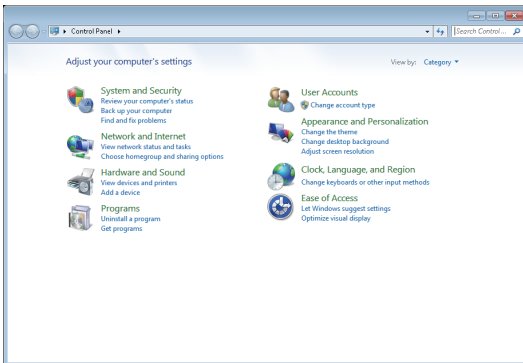 Control Panel
Search Control...
Adjust your computer's settings
View by: Category
System and Security
Review your computer's status
Back up your computer
Find and fix problems
Network and Internet
View network status and tasks
Choose homegroup and sharing options
Hardware and Sound
View devices and printers
Add a device
Programs
Uninstall a program
Get programs
User Accounts
Change account type
Appearance and Personalization
Change the theme
Change desktop background
Adjust screen resolution
Clock, Language, and Region
Change keyboards or other input methods
Ease of Access
Let Windows suggest settings
Optimize visual display